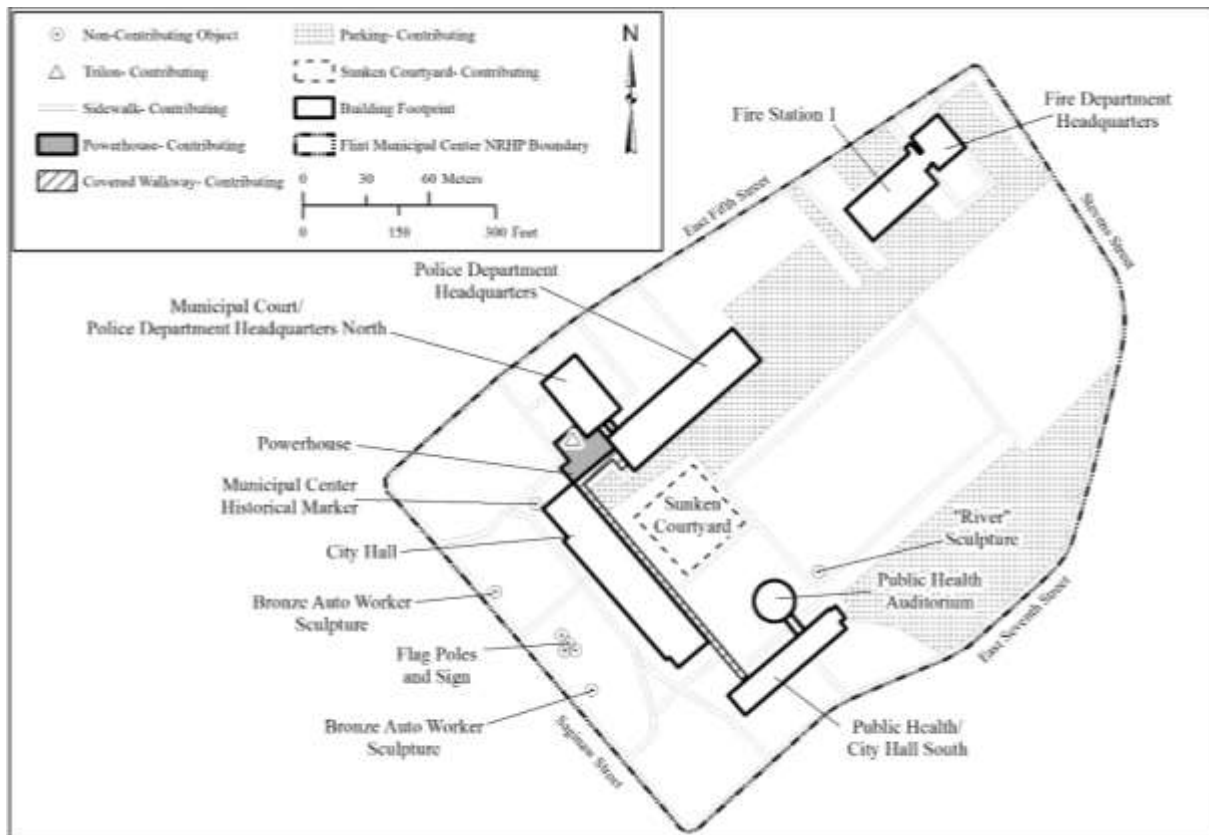 Non-Contributing Object
Trilon- Contributing
Sidewalk- Contributing
Powerhouse- Contributing
Covered Walkway- Contributing
Parking- Contributing
Sunken Courtyard- Contributing
Building Footprint
Flint Municipal Center NRHP Boundary
0 30 60 Meters
0 150 300 Feet
N
Fire Station 1
Fire Department
Headquarters
East Fifth Street
Stevens Street
Police Department
Headquarters
Municipal Court/
Police Department Headquarters North
Powerhouse
Municipal Center
Historical Marker
City Hall
Sunken
Courtyard
"River"
Sculpture
Public Health
Auditorium
Bronze Auto Worker
Sculpture
Flag Poles
and Sign
Bronze Auto Worker
Sculpture
Saginaw Street
East Seventh Street
Public Health/
City Hall South